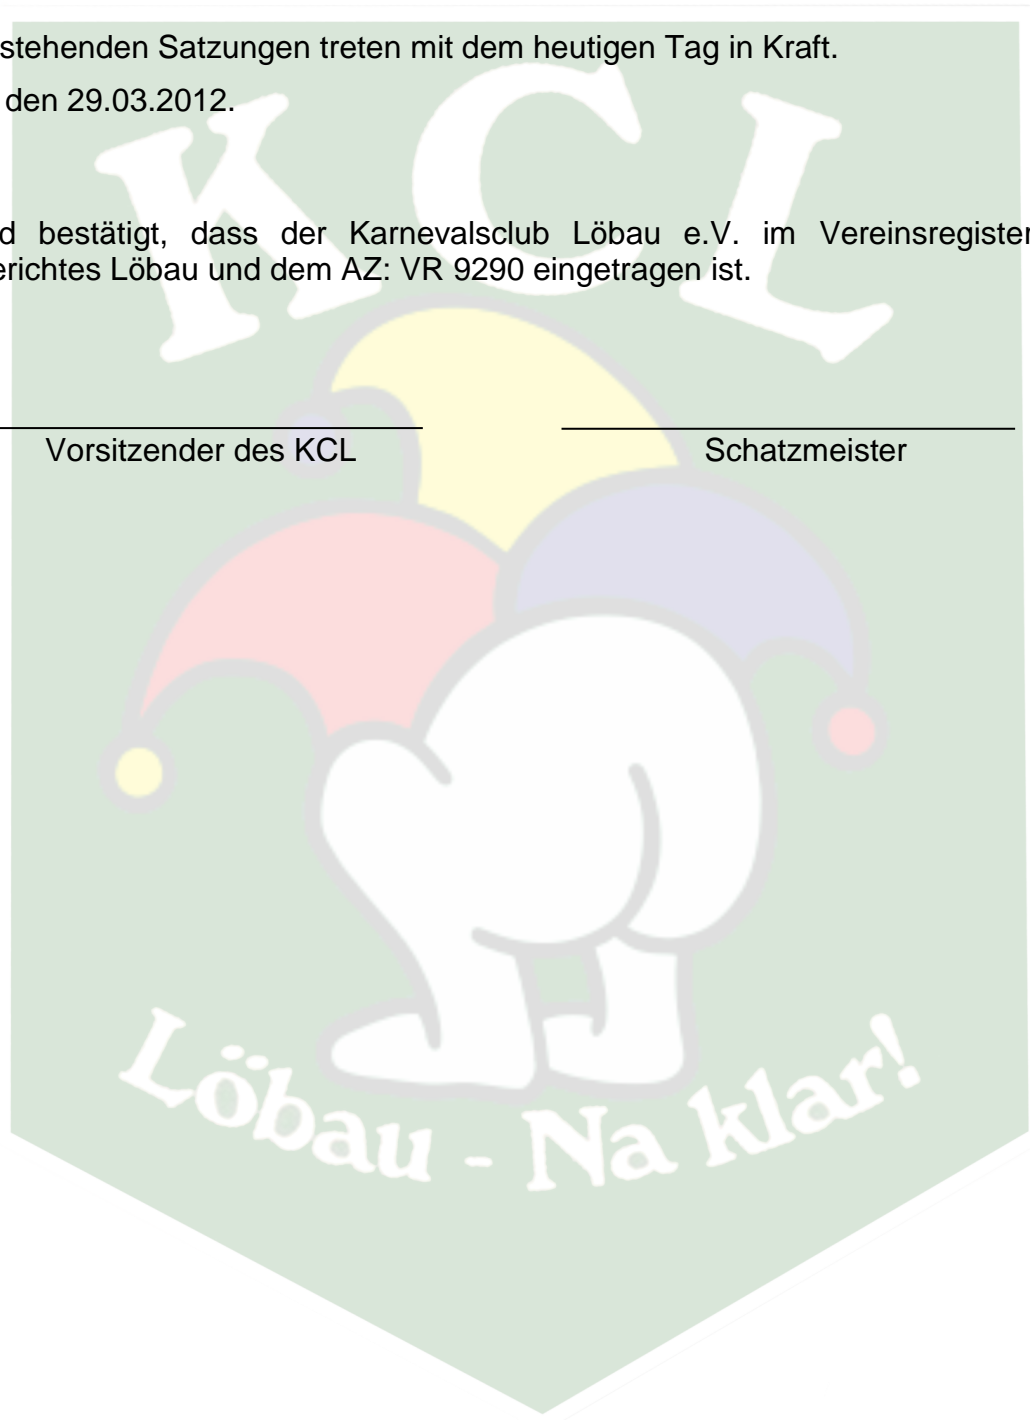 stehenden Satzungen treten mit dem heutigen Tag in Kraft.
den 29.03.2012.
KCL
d bestätigt, dass der Karnevalsclub Löbau e.V. im Vereinsregister
erichtes Löbau und dem AZ: VR 9290 eingetragen ist.
Vorsitzender des KCL Schatzmeister
Löbau - Na klar!